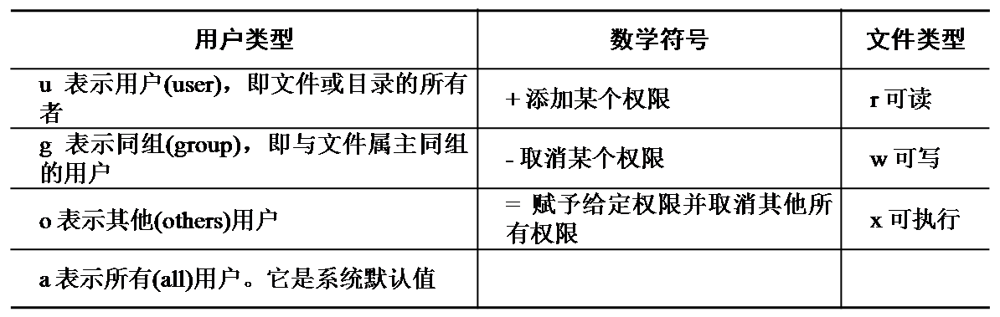 用户类型 数学符号 文件类型
u 表示用户(user)，即文件或目录的所有
者
+ 添加某个权限
r 可读
g 表示同组(group)，即与文件属主同组
的用户
- 取消某个权限
w 可写
o 表示其他(others)用户
= 赋予给定权限并取消其他所
有权限
x 可执行
a 表示所有(all)用户。它是系统默认值